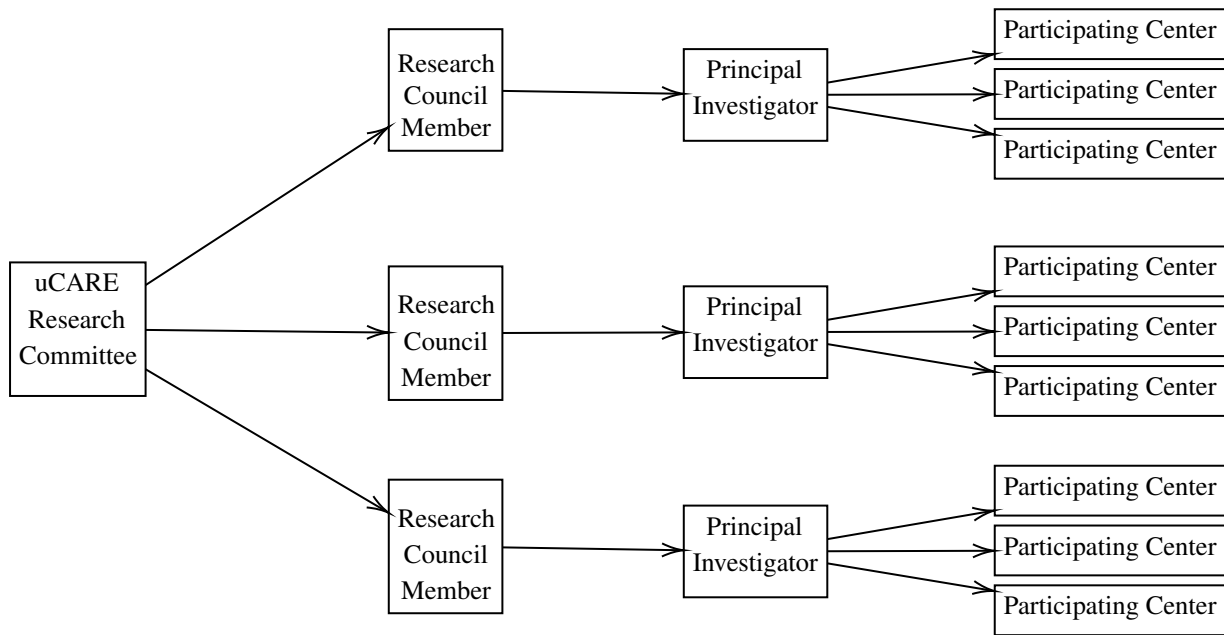 uCARE
Research
Committee
Research
Council
Member
Principal
Investigator
Participating Center
Participating Center
Participating Center
Research
Council
Member
Principal
Investigator
Participating Center
Participating Center
Participating Center
Research
Council
Member
Principal
Investigator
Participating Center
Participating Center
Participating Center